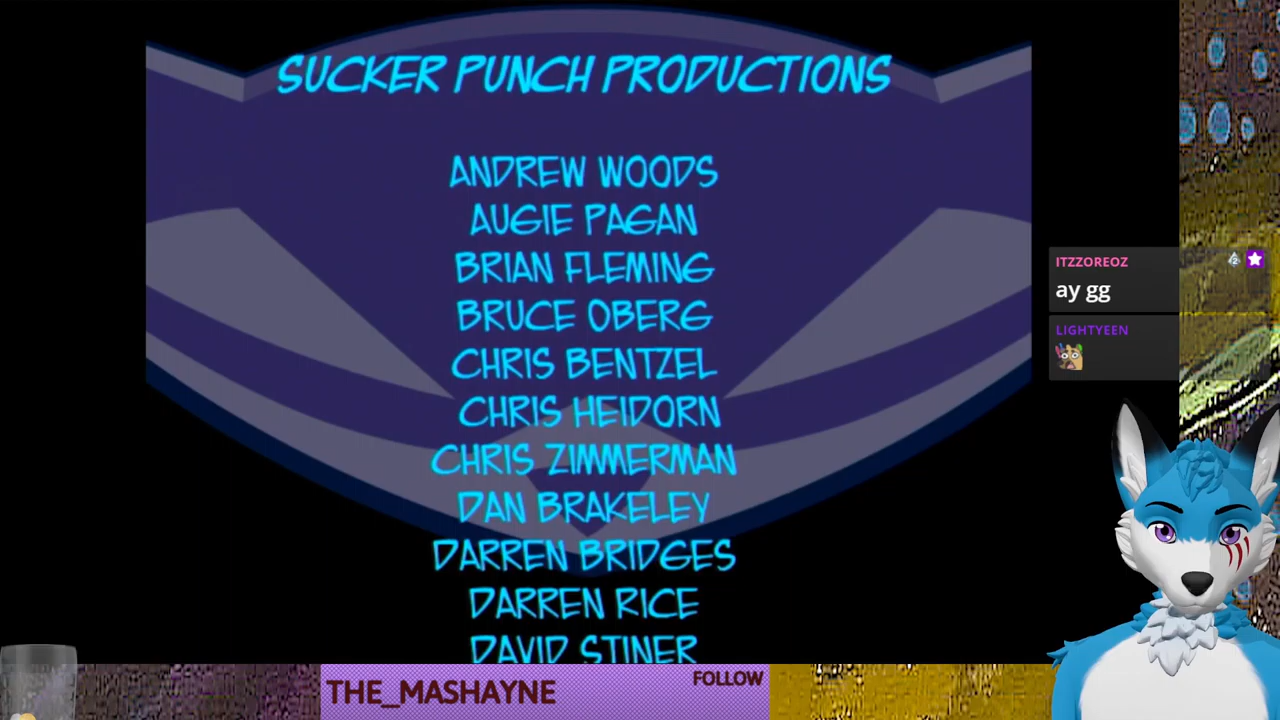 SUCKER PUNCH PRODUCTIONS
ANDREW WOODS
AUGIE PAGAN
BRIAN FLEMING
BRUCE OBERG
CHRIS BENTZEL
CHRIS HEIDORN
CHRIS ZIMMERMAN
DAN BRAKELEY
DARREN BRIDGES
DARREN RICE
DAVID STINER
ITZZOREOZ
ay gg
LIGHTYEEN
THE_MASHAYNE
FOLLOW